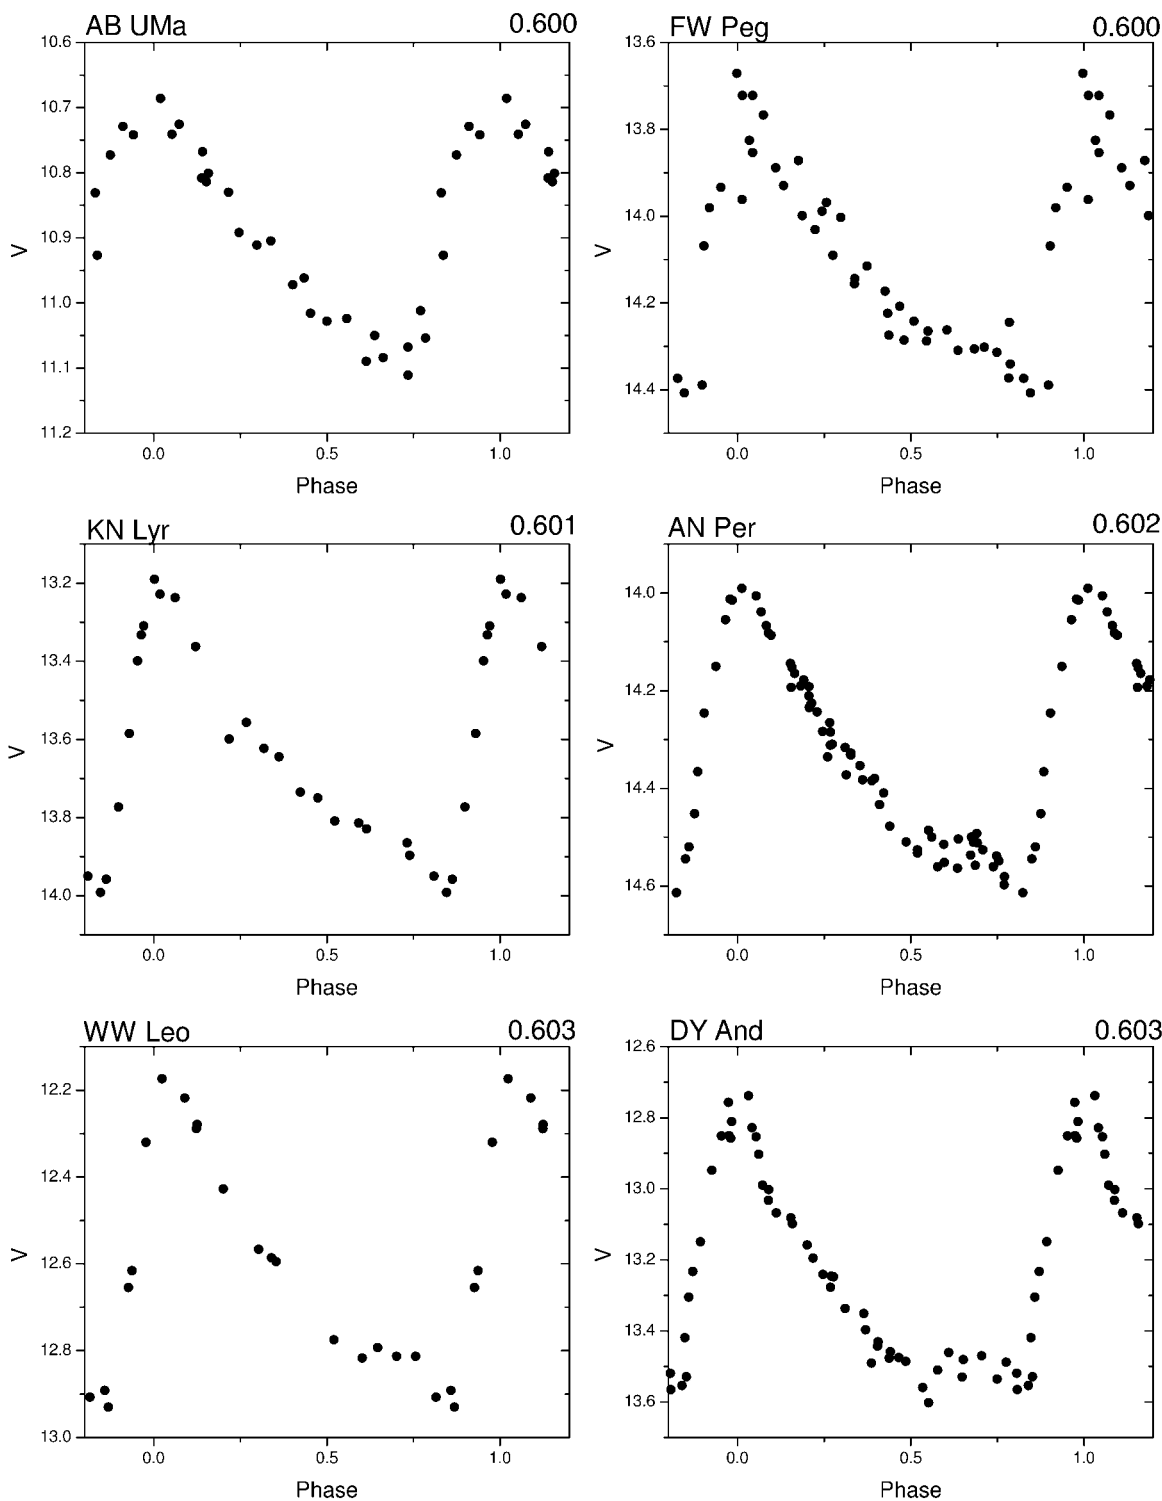 AB UMa 0.600
10.6
10.7
10.8
10.9
11.0
11.1
11.2
V
0.0 0.5 1.0
Phase
FW Peg 0.600
13.6
13.8
14.0
14.2
14.4
V
0.0 0.5 1.0
Phase
KN Lyr 0.601
13.2
13.4
13.6
13.8
14.0
V
0.0 0.5 1.0
Phase
AN Per 0.602
14.0
14.2
14.4
14.6
V
0.0 0.5 1.0
Phase
WW Leo 0.603
12.2
12.4
12.6
12.8
13.0
V
0.0 0.5 1.0
Phase
DY And 0.603
12.6
12.8
13.0
13.2
13.4
13.6
V
0.0 0.5 1.0
Phase